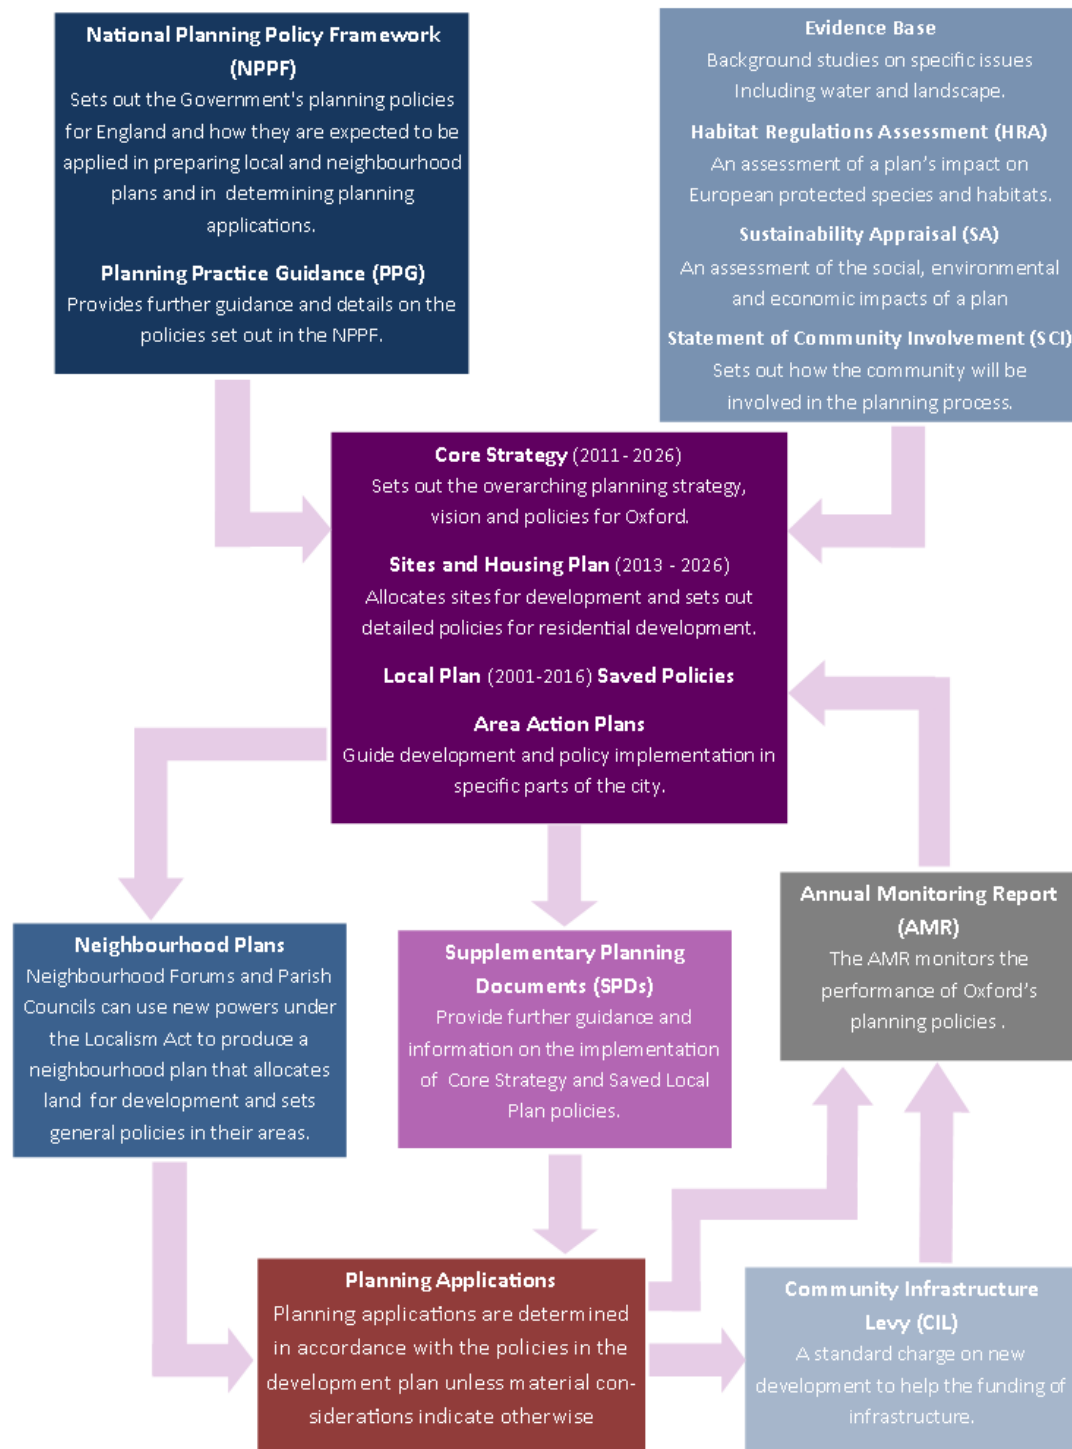 National Planning Policy Framework
(NPPF)
Sets out the Government's planning policies
for England and how they are expected to be
applied in preparing local and neighbourhood
plans and in determining planning
applications.
Planning Practice Guidance (PPG)
Provides further guidance and details on the
policies set out in the NPPF.
Evidence Base
Background studies on specific issues
Including water and landscape.
Habitat Regulations Assessment (HRA)
An assessment of a plan's impact on
European protected species and habitats.
Sustainability Appraisal (SA)
An assessment of the social, environmental
and economic impacts of a plan
Statement of Community Involvement (SCI)
Sets out how the community will be
involved in the planning process.
Core Strategy (2011- 2026)
Sets out the overarching planning strategy,
vision and policies for Oxford.
Sites and Housing Plan (2013 - 2026)
Allocates sites for development and sets out
detailed policies for residential development.
Local Plan (2001-2016) Saved Policies
Area Action Plans
Guide development and policy implementation in
specific parts of the city.
Neighbourhood Plans
Neighbourhood Forums and Parish
Councils can use new powers under
the Localism Act to produce a
neighbourhood plan that allocates
land for development and sets
general policies in their areas.
Supplementary Planning
Documents (SPDs)
Provide further guidance and
information on the implementation
of Core Strategy and Saved Local
Plan policies.
Annual Monitoring Report
(AMR)
The AMR monitors the
performance of Oxford's
planning policies .
Planning Applications
Planning applications are determined
in accordance with the policies in the
development plan unless material con-
siderations indicate otherwise
Community Infrastructure
Levy (CIL)
A standard charge on new
development to help the funding of
infrastructure.